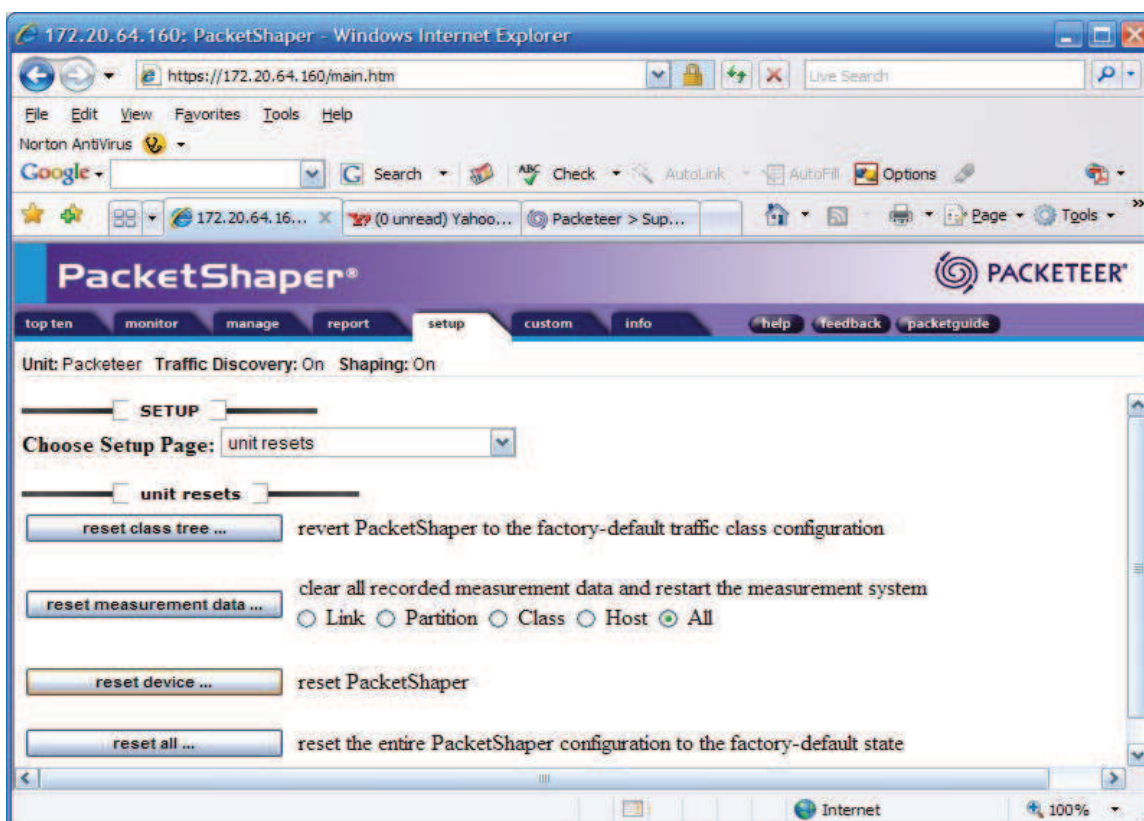 172.20.64.160: PacketShaper - Windows Internet Explorer
https://172.20.64.160/main.htm
Live Search
File Edit View Favorites Tools Help
Norton AntiVirus
Google Search ABC Check AutoLink AutoFill Options
172.20.64.16... (0 unread) Yahoo... Packeteer > Sup... Page Tools »
PacketShaper® PACKETEER®
top ten monitor manage report setup custom info help feedback packetguide
Unit: Packeteer Traffic Discovery: On Shaping: On
SETUP
Choose Setup Page: unit resets
unit resets
reset class tree ... revert PacketShaper to the factory-default traffic class configuration
clear all recorded measurement data and restart the measurement system
reset measurement data ... Link Partition Class Host All
reset device ... reset PacketShaper
reset all ... reset the entire PacketShaper configuration to the factory-default state
Internet 100%